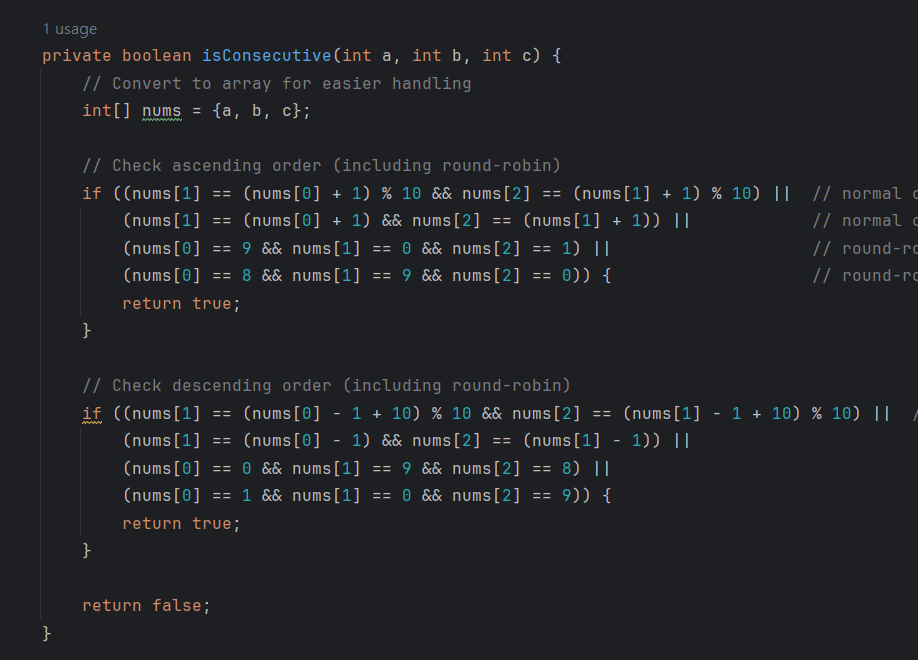 1 usage
private boolean isConsecutive(int a, int b, int c) {
// Convert to array for easier handling
int[] nums = {a, b, c};
// Check ascending order (including round-robin)
if ((nums[1] == (nums[0] + 1) % 10 && nums[2] == (nums[1] + 1) % 10) || // normal
(nums[1] == (nums[0] + 1) && nums[2] == (nums[1] + 1)) || // normal
(nums[0] == 9 && nums[1] == 0 && nums[2] == 1) || // round-
(nums[0] == 8 && nums[1] == 9 && nums[2] == 0)) { // round-
return true;
}
// Check descending order (including round-robin)
if ((nums[1] == (nums[0] - 1 + 10) % 10 && nums[2] == (nums[1] - 1 + 10) % 10) ||
(nums[1] == (nums[0] - 1) && nums[2] == (nums[1] - 1)) ||
(nums[0] == 0 && nums[1] == 9 && nums[2] == 8) ||
(nums[0] == 1 && nums[1] == 0 && nums[2] == 9)) {
return true;
}
return false;
}